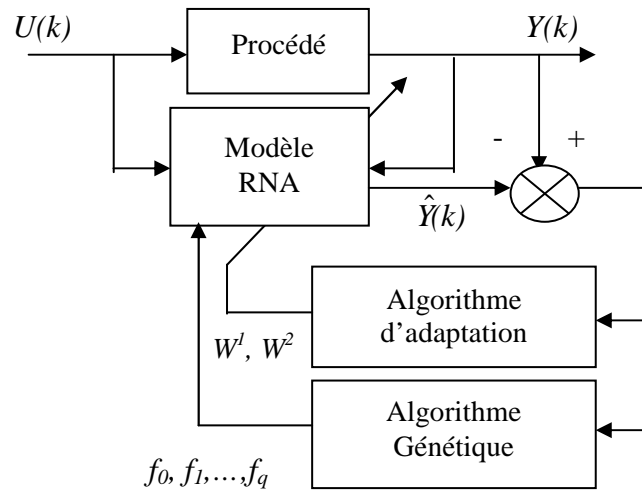 U(k)
Procédé
Y(k)
Modèle
RNA
- +
Ŷ(k)
Algorithme
d’adaptation
W¹, W²
Algorithme
Génétique
f₀, f₁,...,f_q